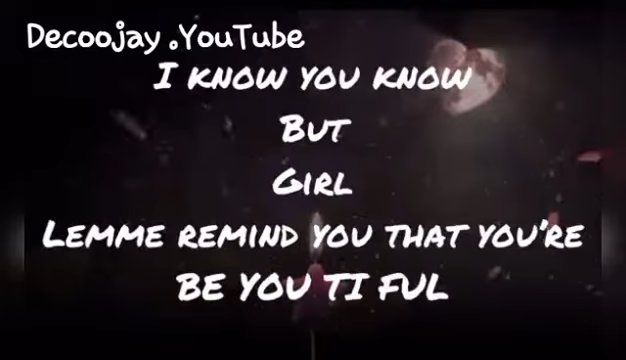 Decoojay .YouTube
I KNOW YOU KNOW
BUT
GIRL
LEMME REMIND YOU THAT YOU'RE
BE YOU TI FUL